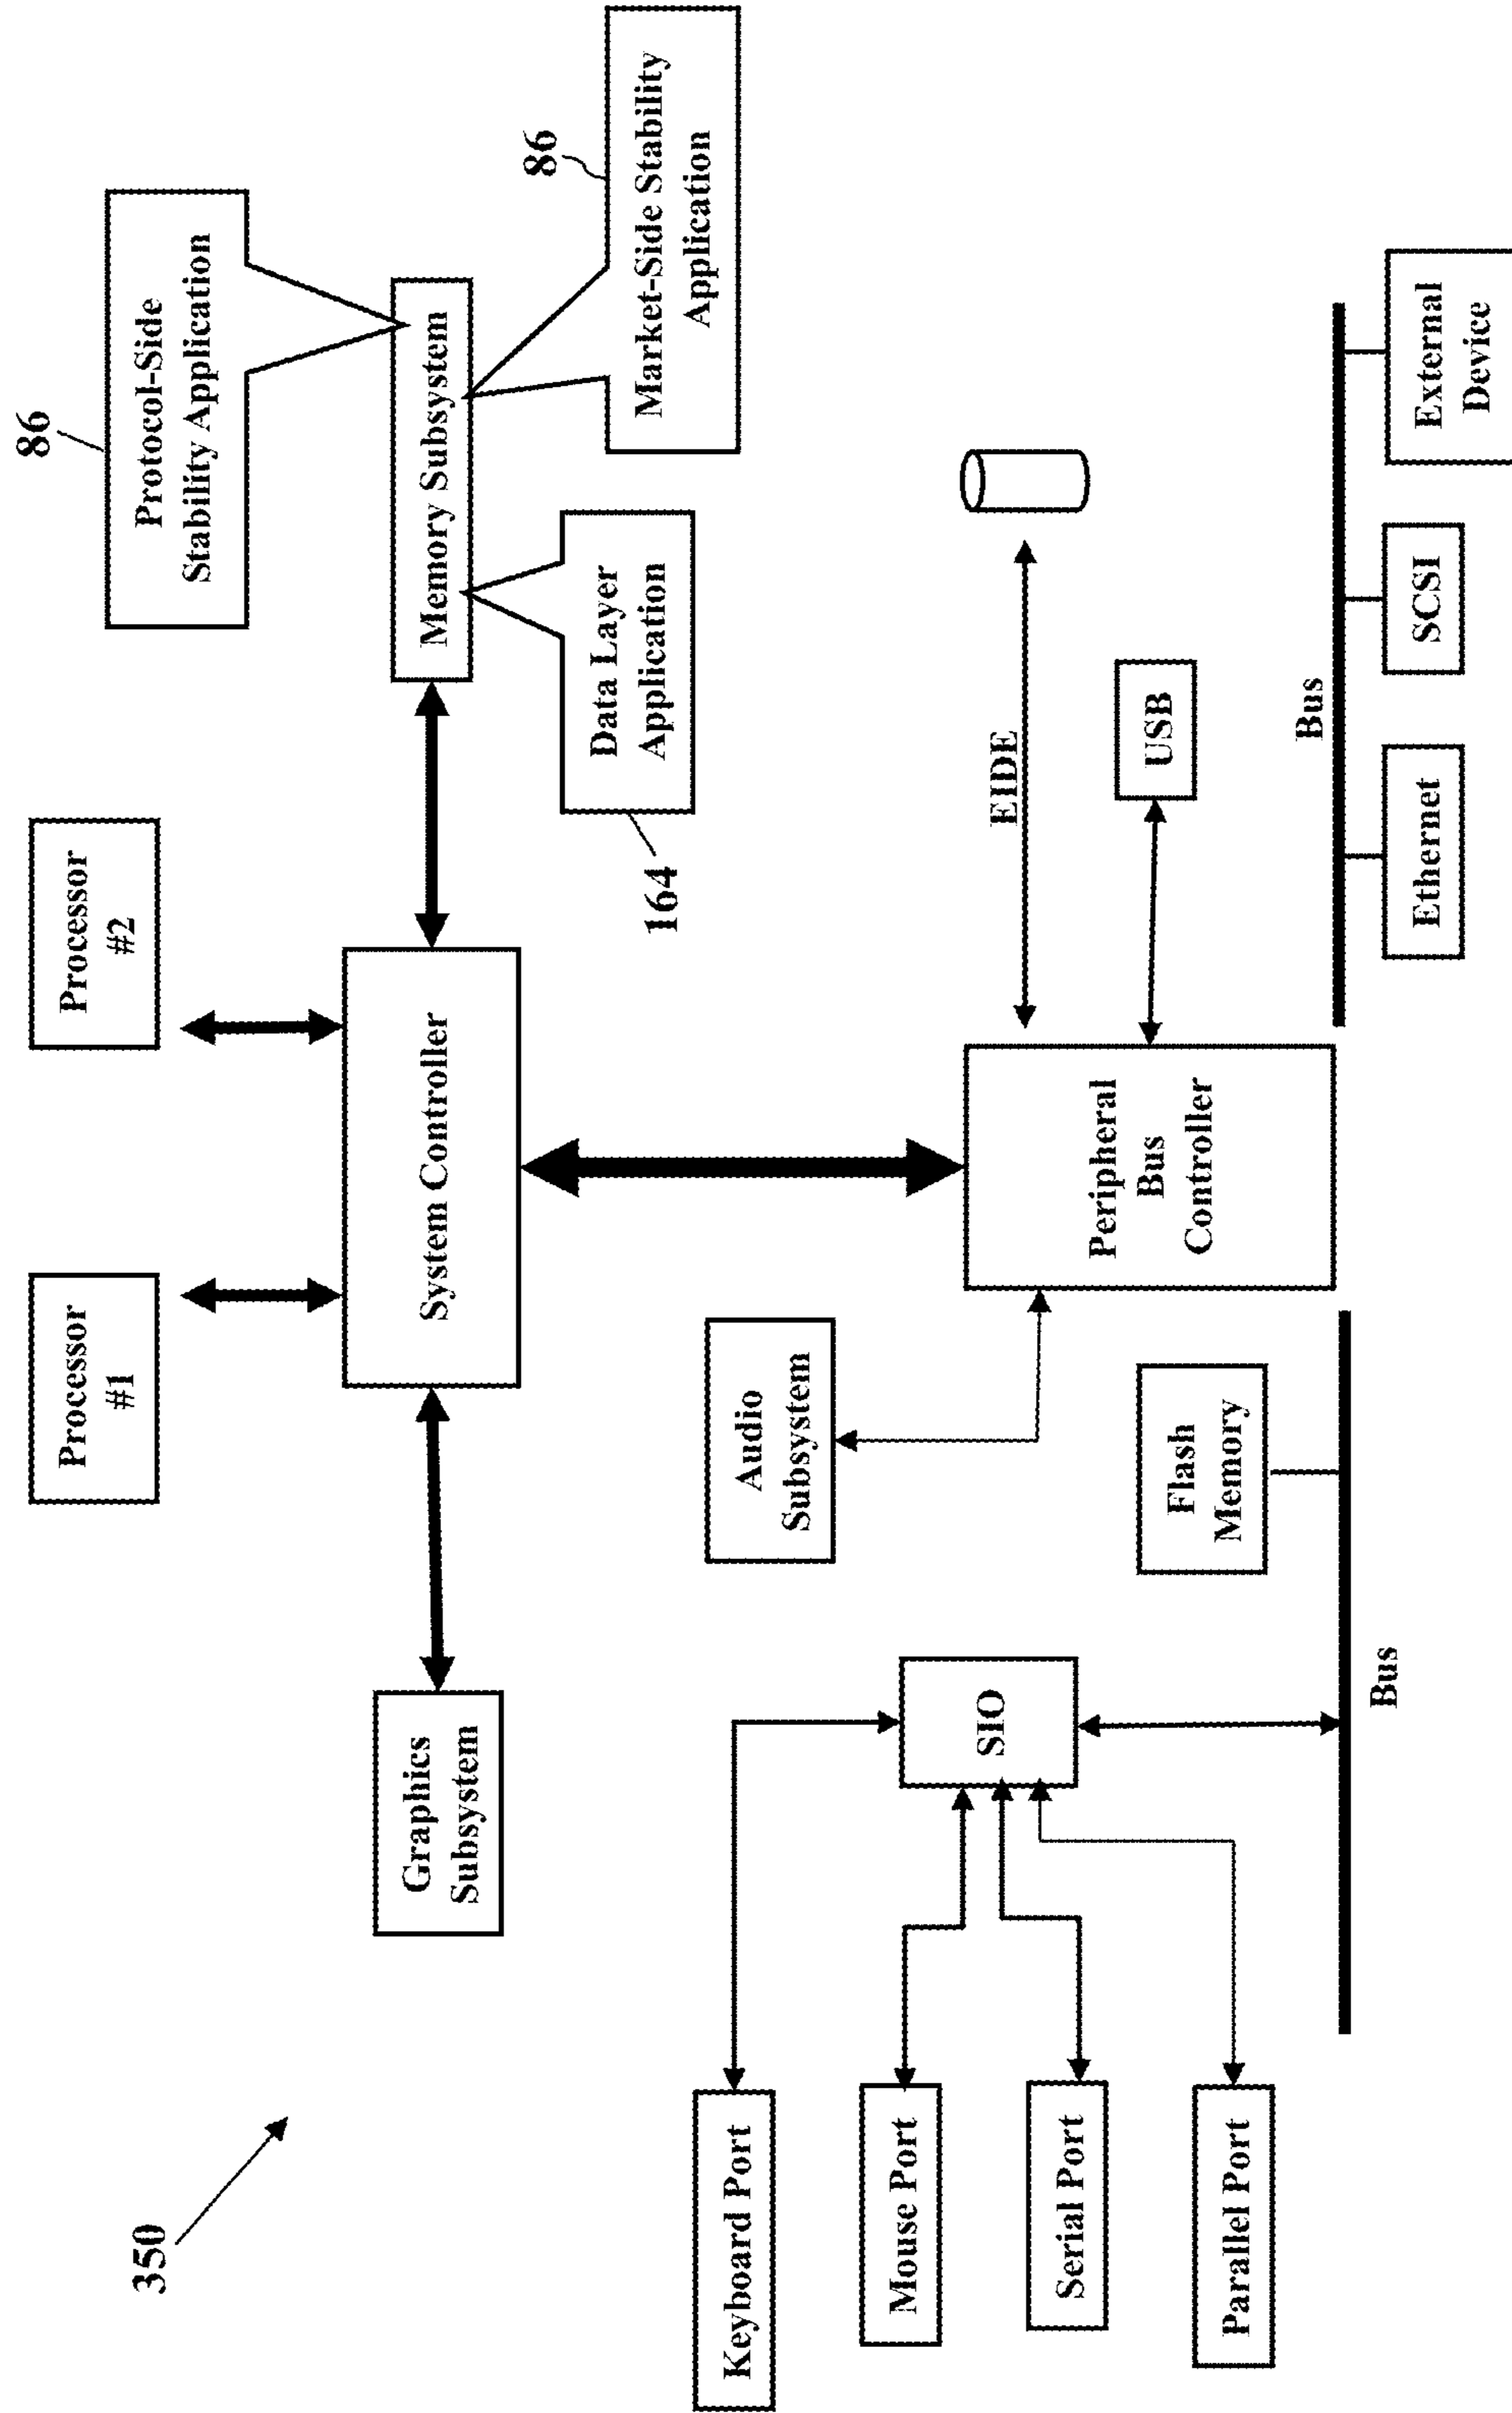 350
Processor
#1
Processor
#2
86
Protocol-Side
Stability Application
Graphics
Subsystem
System Controller
Memory Subsystem
164
Data Layer
Application
86
Market-Side Stability
Application
Keyboard Port
Mouse Port
Serial Port
Parallel Port
SIO
Audio
Subsystem
Flash
Memory
Bus
Peripheral
Bus
Controller
EIDE
USB
Bus
Ethernet
SCSI
External
Device